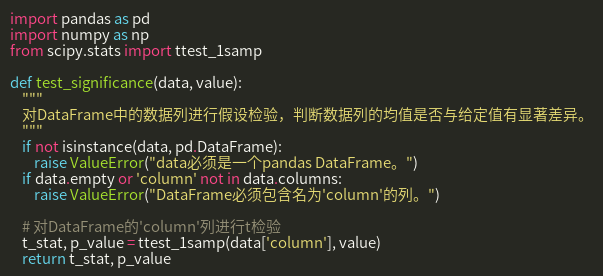 import pandas as pd
import numpy as np
from scipy.stats import ttest_1samp
def test_significance(data, value):
"""
对DataFrame中的数据列进行假设检验，判断数据列的均值是否与给定值有显著差异。
"""
if not isinstance(data, pd.DataFrame):
raise ValueError("data必须是一个pandas DataFrame。")
if data.empty or 'column' not in data.columns:
raise ValueError("DataFrame必须包含名为'column'的列。")
# 对DataFrame的'column'列进行t检验
t_stat, p_value = ttest_1samp(data['column'], value)
return t_stat, p_value